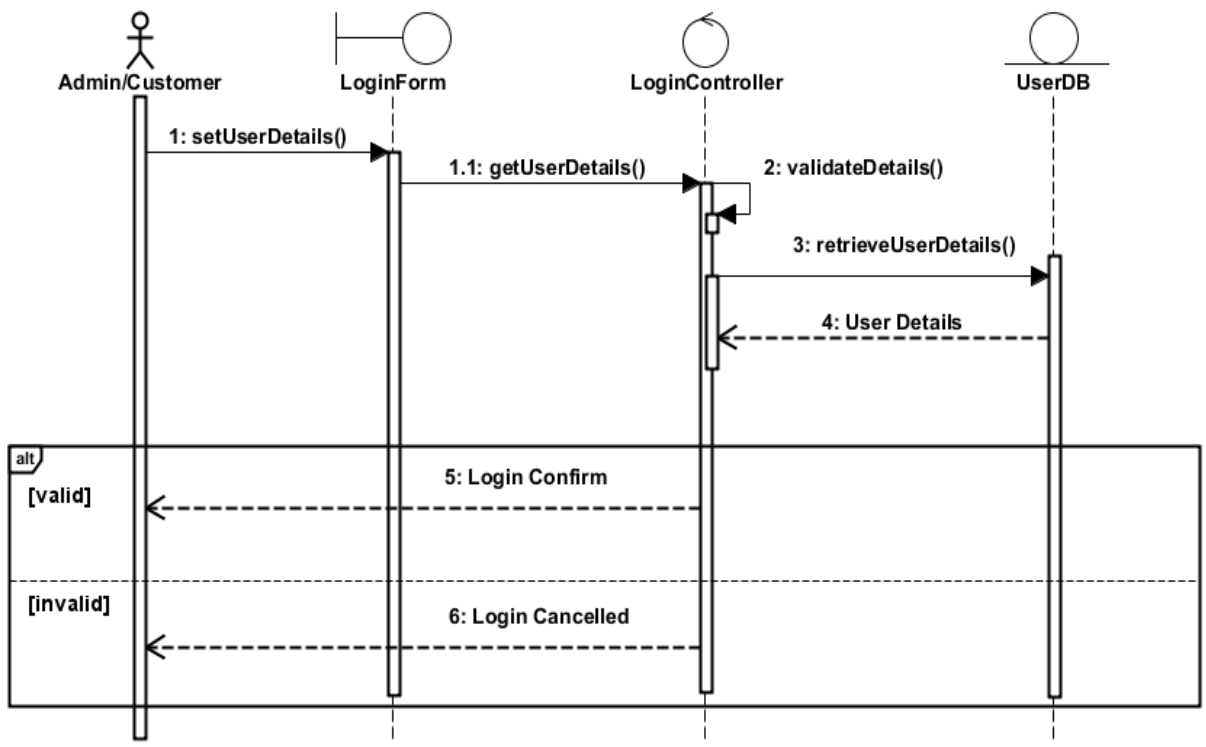 Admin/Customer
LoginForm
LoginController
UserDB
1: setUserDetails()
1.1: getUserDetails()
2: validateDetails()
3: retrieveUserDetails()
4: User Details
alt
[valid]
5: Login Confirm
[invalid]
6: Login Cancelled